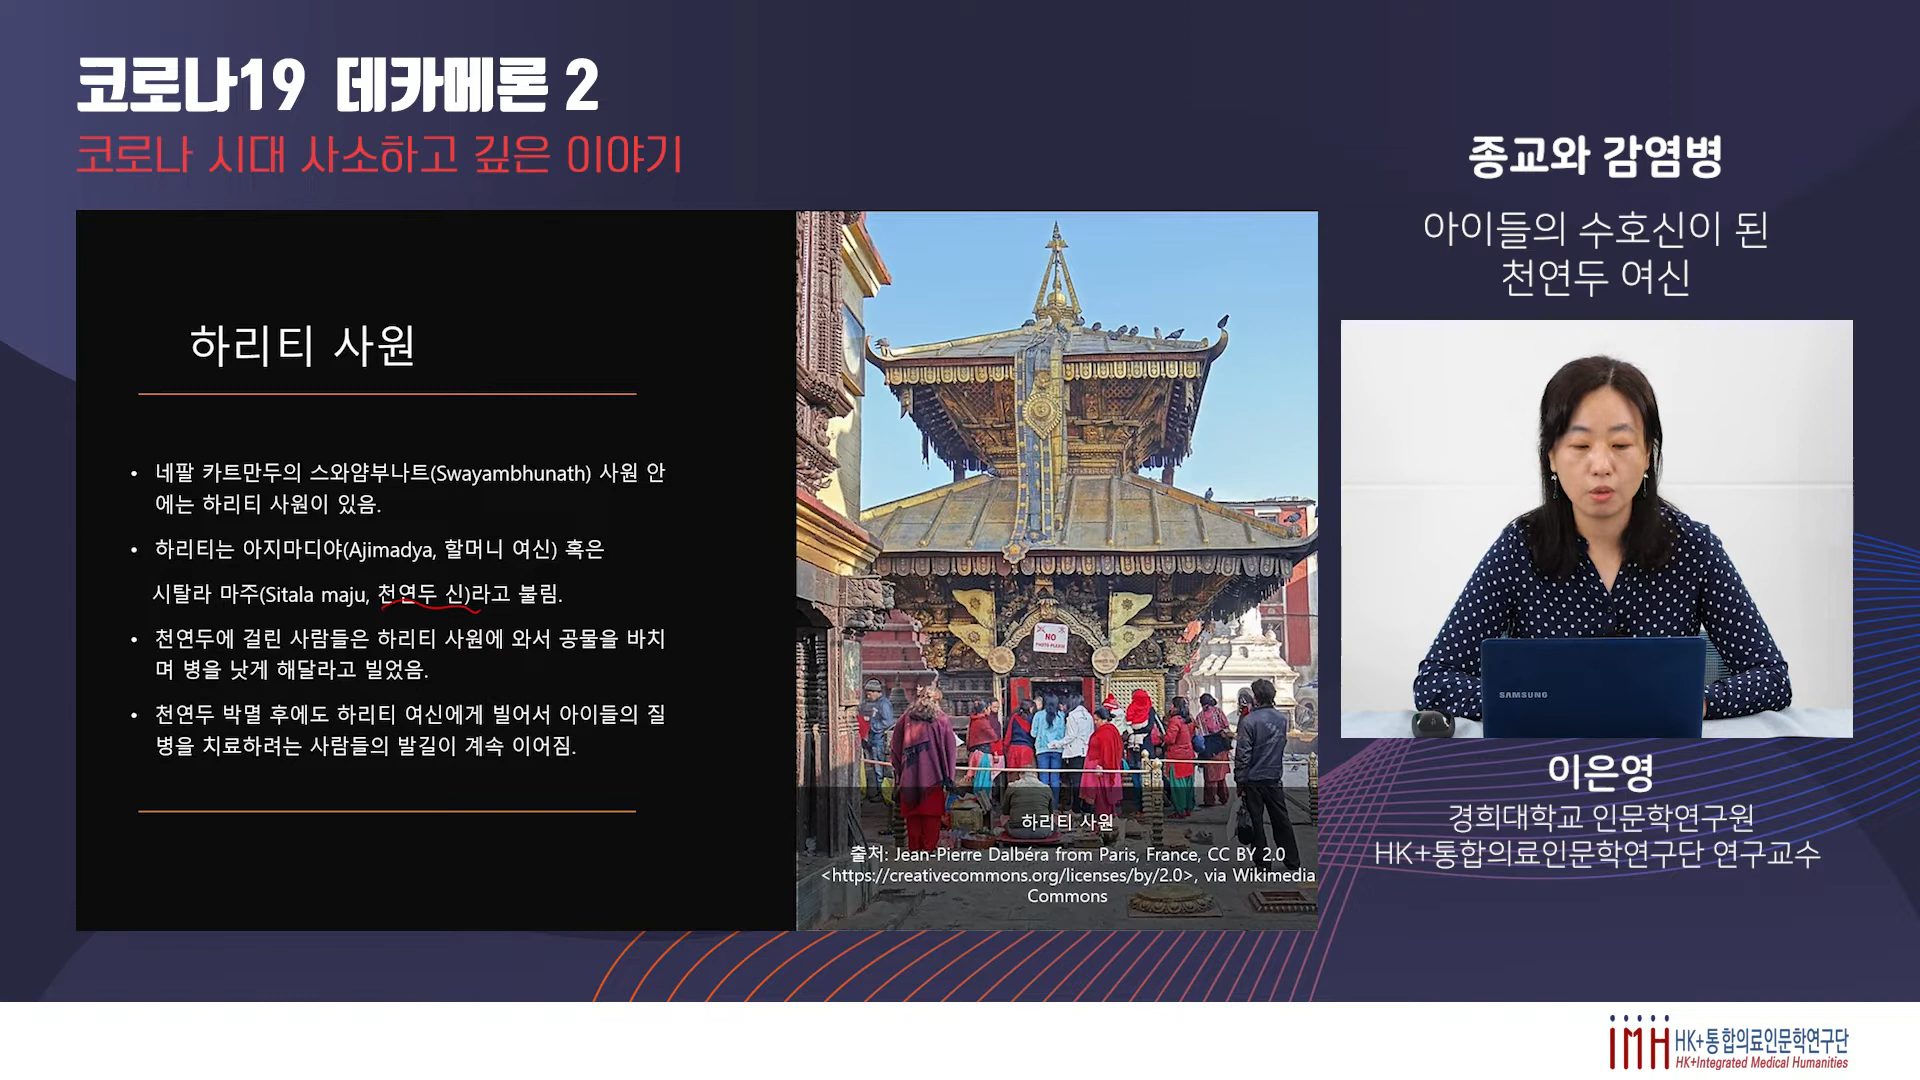 코로나19 데카메론 2
코로나 시대 사소하고 깊은 이야기
하리티 사원
• 네팔 카트만두의 스와얌부나트(Swayambhunath) 사원 안
에는 하리티 사원이 있음.
• 하리티는 아지마디야(Ajimadya, 할머니 여신) 혹은
시탈라 마주(Sitala maju, 천연두 신)라고 불림.
• 천연두에 걸린 사람들은 하리티 사원에 와서 공물을 바치
며 병을 낫게 해달라고 빌었음.
• 천연두 박멸 후에도 하리티 여신에게 빌어서 아이들의 질
병을 치료하려는 사람들의 발길이 계속 이어짐.
NO
PHOTO PLEASE
하리티 사원
출처: Jean-Pierre Dalbéra from Paris, France, CC BY 2.0
<https://creativecommons.org/licenses/by/2.0>, via Wikimedia
Commons
종교와 감염병
아이들의 수호신이 된
천연두 여신
SAMSUNG
이은영
경희대학교 인문학연구원
HK+통합의료인문학연구단 연구교수
IMH HK+통합의료인문학연구단
HK+Integrated Medical Humanities